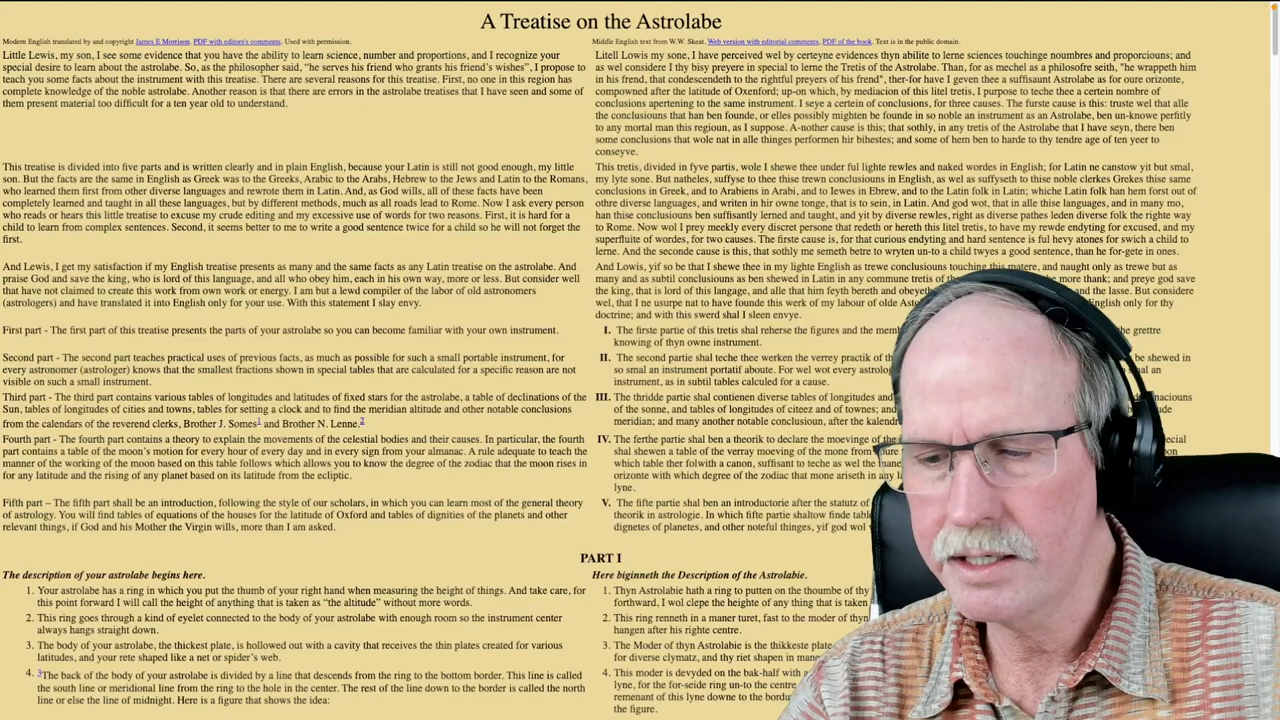 A Treatise on the Astrolabe
Modern English translated by and copyright James E Morrison. PDF with editors's comments. Used with permission.
Little Lewis, my son, I see some evidence that you have the ability to learn science, number and proportions, and I recognize your
special desire to learn about the astrolabe. So, as the philosopher said, “he serves his friend who grants his friend’s wishes”, I propose to
teach you some facts about the instrument with this treatise. There are several reasons for this treatise. First, no one in this region has
complete knowledge of the noble astrolabe. Another reason is that there are errors in the astrolabe treatises that I have seen and some of
them present material too difficult for a ten year old to understand.
This treatise is divided into five parts and is written clearly and in plain English, because your Latin is still not good enough, my little
son. But the facts are the same in English as Greek was to the Greeks, Arabic to the Arabs, Hebrew to the Jews and Latin to the Romans,
who learned them first from other diverse languages and rewrote them in Latin. And, as God wills, all of these facts have been
completely learned and taught in all these languages, but by different methods, much as all roads lead to Rome. Now I ask every person
who reads or hears this little treatise to excuse my crude editing and my excessive use of words for two reasons. First, it is hard for a
child to learn from complex sentences. Second, it seems better to me to write a good sentence twice for a child so he will not forget the
first.
And Lewis, I get my satisfaction if my English treatise presents as many and the same facts as any Latin treatise on the astrolabe. And
praise God and save the king, who is lord of this language, and all who obey him, each in his own way, more or less. But consider well
that have not claimed to create this work from own work or energy. I am but a lewd compiler of the labor of old astronomers
(astrologers) and have translated it into English only for your use. With this statement I slay envy.
First part - The first part of this treatise presents the parts of your astrolabe so you can become familiar with your own instrument.
Second part - The second part teaches practical uses of previous facts, as much as possible for such a small portable instrument, for
every astronomer (astrologer) knows that the smallest fractions shown in special tables that are calculated for a specific reason are not
visible on such a small instrument.
Third part - The third part contains various tables of longitudes and latitudes of fixed stars for the astrolabe, a table of declinations of the
Sun, tables of longitudes of cities and towns, tables for setting a clock and to find the meridian altitude and other notable conclusions
from the calendars of the reverend clerks, Brother J. Somes1 and Brother N. Lenne.2
Fourth part - The fourth part contains a theory to explain the movements of the celestial bodies and their causes. In particular, the fourth
part contains a table of the moon’s motion for every hour of every day and in every sign from your almanac. A rule adequate to teach the
manner of the working of the moon based on this table follows which allows you to know the degree of the zodiac that the moon rises in
for any latitude and the rising of any planet based on its latitude from the ecliptic.
Fifth part – The fifth part shall be an introduction, following the style of our scholars, in which you can learn most of the general theory
of astrology. You will find tables of equations of the houses for the latitude of Oxford and tables of dignities of the planets and other
relevant things, if God and his Mother the Virgin wills, more than I am asked.
Middle English text from W.W. Skeat. Web version with editorial comments. PDF of the book. Text is in the public domain.
Litell Lowis my sone, I have perceived wel by certeyne evidences thyn abilite to lerne sciences touchinge noumbres and proporciouns; and
as wel considere I thy bisy preyer in special to lerne the Tretis of the Astrolabie. Than, for as mechel as a philosofre seith, "he wrappeth him
in his frend, that condescendeth to the rightful preyers of his frend", ther-for have I geven thee a suffisaunt Astrolabie as for oure orizonte,
compowned after the latitude of Oxenford; up-on which, by mediacion of this litel tretis, I purpose to teche thee a certein nombre of
conclusions apertening to the same instrument. I seye a certein of conclusions, for three causes. The furste cause is this: truste wel that alle
the conclusiouns that han ben founde, or elles possibly mighten be founde in so noble an instrument as an Astrolabie, ben un-knowe perfitly
to any mortal man this regioun, as I suppose. A-nother cause is this; that sothly, in any tretis of the Astrolabie that I have seyn, there ben
some conclusions that wole nat in alle thinges performen hir bihestes; and some of hem ben to harde to thy tendre age of ten yeer to
conseyve.
This tretis, divided in fyve partis, wole I shewe thee under ful lighte rewles and naked wordes in English; for Latin ne canstow yit but smal,
my lyte sone. But natheles, suffyse to thee thise trewn conclusiouns in English, as wel as suffyseth to thise noble clerkes Grekes thise same
conclusions in Greek, and to Arabiens in Arabi, and to Iewes in Ebrew, and to the Latin folk in Latin; whiche Latin folk han hem forst out of
othre diverse languages, and writen in hir owne tonge, that is to sein, in Latin. And god wot, that in alle thise languages, and in many mo,
han thise conclusiouns ben suffisantly lerned and taught, and yit by diverse rewles, right as diverse pathes leden diverse folk the righte way
to Rome. Now wol I prey meekly every discret persone that redeth or hereth this litel tretis, to have my rewde endyting for excused, and my
superfluite of wordes, for two causes. The firste cause is, for that curious endyting and hard sentence is ful hevy atones for swich a child to
lerne. And the seconde cause is this, that sothly me semeth betre to wryten un-to a child twyes a good sentence, than he for-gete in ones.
And Lowis, yif so be that I shewe thee in my lighte English as trewe conclusiouns touching this matere, and naught only as trewe but as
many and as subtil conclusiouns as ben shewed in Latin in any commune tretis of the more thank; and preye god save
the king, that is lord of this langage, and alle that him feyth bereth and obeyeth and the lasse. But considere
wel, that I ne usurpe nat to have founde this werk of my labour of olde English only for thy
doctrine; and with this swerd shal I sleen envye.
I. The firste partie of this tretis shal reherse the figures and the the grettre
knowing of thyn owne instrument.
II. The second partie shal teche thee werken the verrey practik of be shewed in
so smal an instrument portatif aboute. For wel wot every smal an
instrument, as in subtil tables calculed for a cause.
III. The thridde partie shal contienen diverse tables of longitudes and
of the sonne, and tables of longitudes of citeez and of townes; and
meridian; and many another notable conclusioun, after the
IV. The ferthe partie shal ben a theorik to declare the moevinge of
shal shewen a table of the verray moeving of the mone from
which table ther folwith a canon, suffisant to teche as wel the
orizonte with which degree of the zodiac that mone ariseth in any
lyne.
V. The fifte partie shal ben an introductorie after the statutz of
theorik in astrologie. In which fifte partie shaltow finde
dignetes of planetes, and other noteful thinges, yif god wol
PART I
The description of your astrolabe begins here.
1. Your astrolabe has a ring in which you put the thumb of your right hand when measuring the height of things. And take care, for
this point forward I will call the height of anything that is taken as “the altitude” without more words.
2. This ring goes through a kind of eyelet connected to the body of your astrolabe with enough room so the instrument center
always hangs straight down.
3. The body of your astrolabe, the thickest plate, is hollowed out with a cavity that receives the thin plates created for various
latitudes, and your rete shaped like a net or spider’s web.
4. 3The back of the body of your astrolabe is divided by a line that descends from the ring to the bottom border. This line is called
the south line or meridional line from the ring to the hole in the center. The rest of the line down to the border is called the north
line or else the line of midnight. Here is a figure that shows the idea:
Here biginneth the Description of the Astrolabie.
1. Thyn Astrolabie hath a ring to putten on the thoumbe of thy
forthward, I wol clepe the heighte of any thing that is taken
2. This ring renneth in a maner turet, fast to the moder of
hangen after his righte centre.
3. The Moder of thyn Astrolabie is the thikkeste plate,
for diverse clymatz, and thy riet shapen in
4. This moder is devyded on the bak-half with a
lyne, for the for-seide ring un-to the
remenant of this lyne downe to the
the figure.